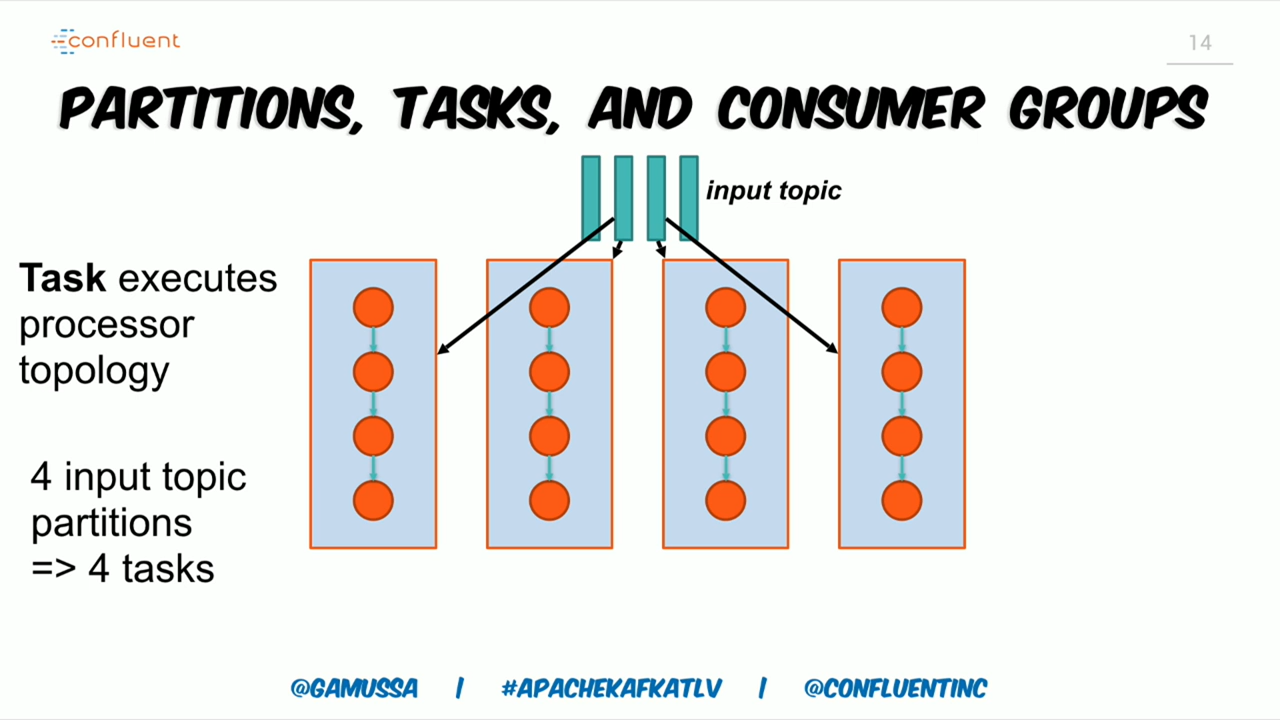 confluent
14
PARTITIONS, TASKS, AND CONSUMER GROUPS
input topic
Task executes
processor
topology
4 input topic
partitions
=> 4 tasks
@GAMUSSA | #APACHEKAFKATLV | @CONFLUENTINC